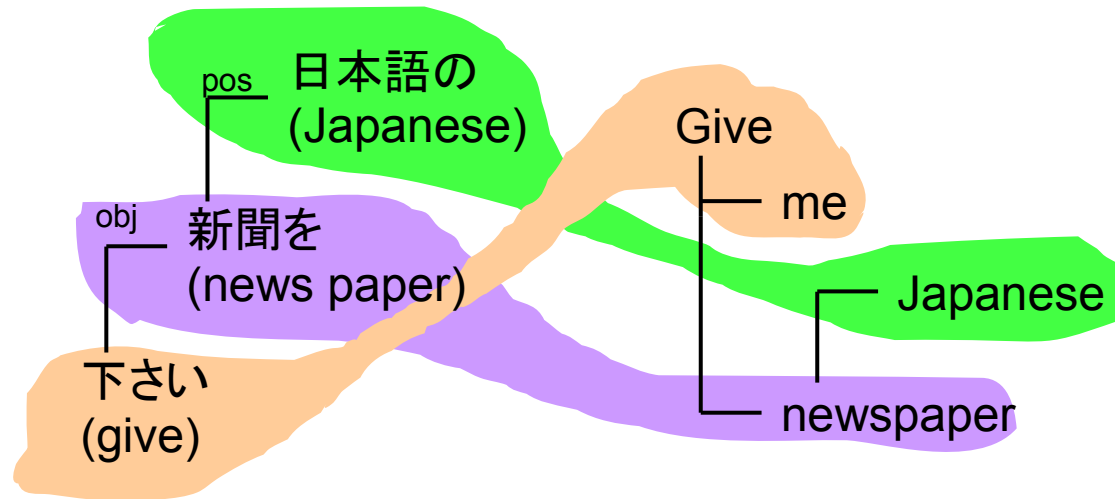 pos
日本語の
(Japanese)
obj
新聞を
(news paper)
下さい
(give)
Give
me
Japanese
newspaper